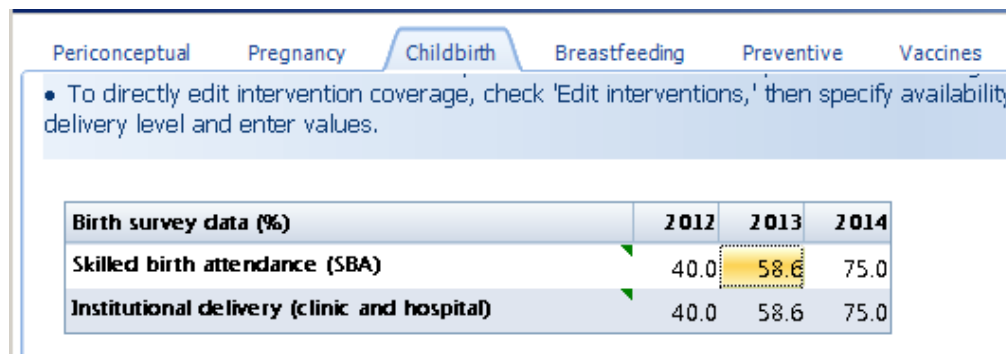 Periconceptual Pregnancy Childbirth Breastfeeding Preventive Vaccines
• To directly edit intervention coverage, check 'Edit interventions,' then specify availability
delivery level and enter values.
Birth survey data (%) 2012 2013 2014
Skilled birth attendance (SBA) 40.0 58.6 75.0
Institutional delivery (clinic and hospital) 40.0 58.6 75.0